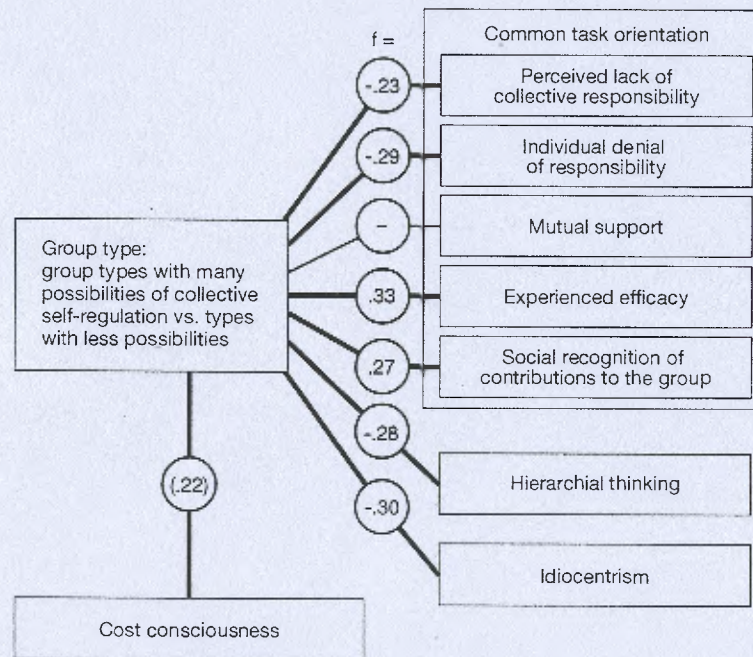 f =
Common task orientation
-.23
Perceived lack of
collective responsibility
-.29
Individual denial
of responsibility
–
Mutual support
Group type:
group types with many
possibilities of collective
self-regulation vs. types
with less possibilities
.33
Experienced efficacy
.27
Social recognition of
contributions to the group
-.28
Hierarchial thinking
(.22)
-.30
Idiocentrism
Cost consciousness